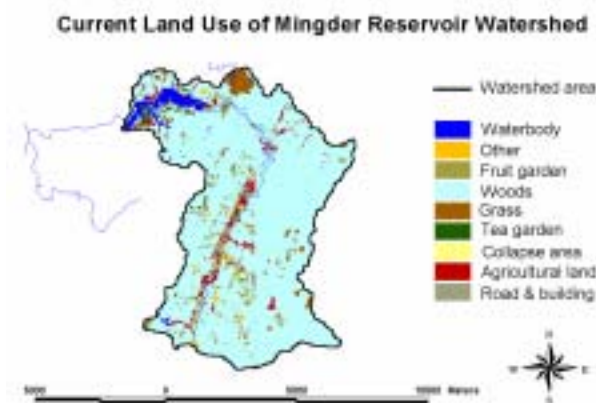 Current Land Use of Mingder Reservoir Watershed
Watershed area
Waterbody
Other
Fruit garden
Woods
Grass
Tea garden
Collapse area
Agricultural land
Road & building
N
W E
S
5000 0 5000 10000 Meters